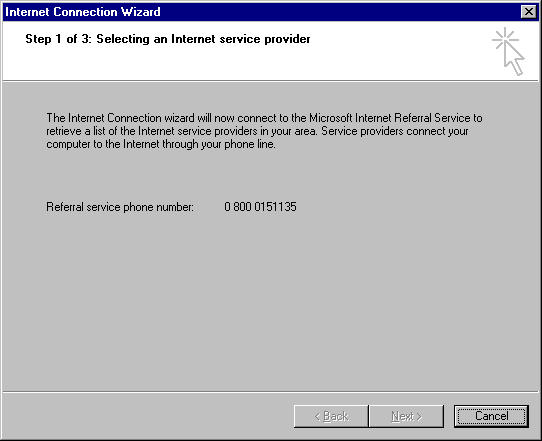 Internet Connection Wizard
Step 1 of 3: Selecting an Internet service provider
The Internet Connection wizard will now connect to the Microsoft Internet Referral Service to
retrieve a list of the Internet service providers in your area. Service providers connect your
computer to the Internet through your phone line.
Referral service phone number: 0 800 0151135
< Back Next > Cancel